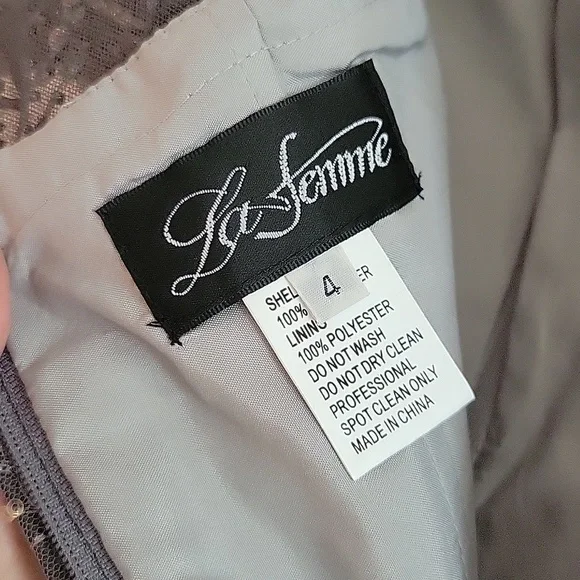 La Femme
4
SHEL ER
100%
LINING
100% POLYESTER
DO NOT WASH
DO NOT DRY CLEAN
PROFESSIONAL
SPOT CLEAN ONLY
MADE IN CHINA